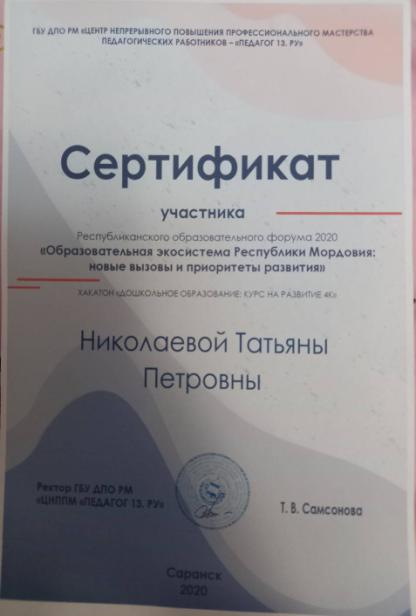 ГБУ ДПО РМ «ЦЕНТР НЕПРЕРЫВНОГО ПОВЫШЕНИЯ ПРОФЕССИОНАЛЬНОГО МАСТЕРСТВА
ПЕДАГОГИЧЕСКИХ РАБОТНИКОВ – «ПЕДАГОГ 13. РУ»
Сертификат
участника
Республиканского образовательного форума 2020
«Образовательная экосистема Республики Мордовия:
новые вызовы и приоритеты развития»
ХАКАТОН «ДОШКОЛЬНОЕ ОБРАЗОВАНИЕ: КУРС НА РАЗВИТИЕ 4К»
Николаевой Татьяны
Петровны
Ректор ГБУ ДПО РМ
«ЦНППМ «ПЕДАГОГ 13. РУ»
Т. В. Самсонова
Саранск
2020